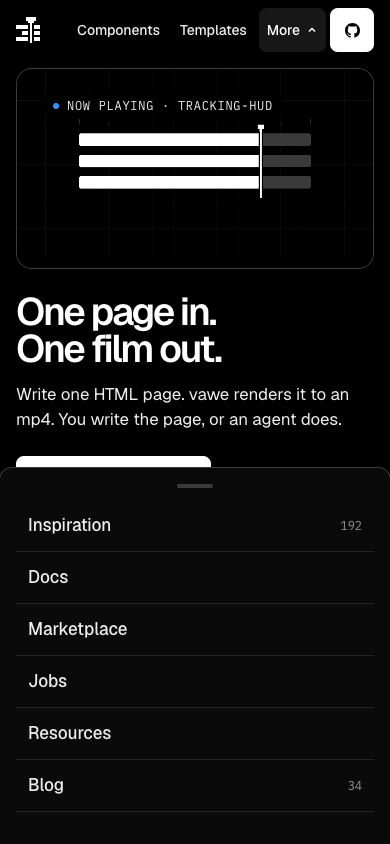 Components Templates More
NOW PLAYING · TRACKING-HUD
One page in.
One film out.
Write one HTML page. vawe renders it to an
mp4. You write the page, or an agent does.
Inspiration 192
Docs
Marketplace
Jobs
Resources
Blog 34